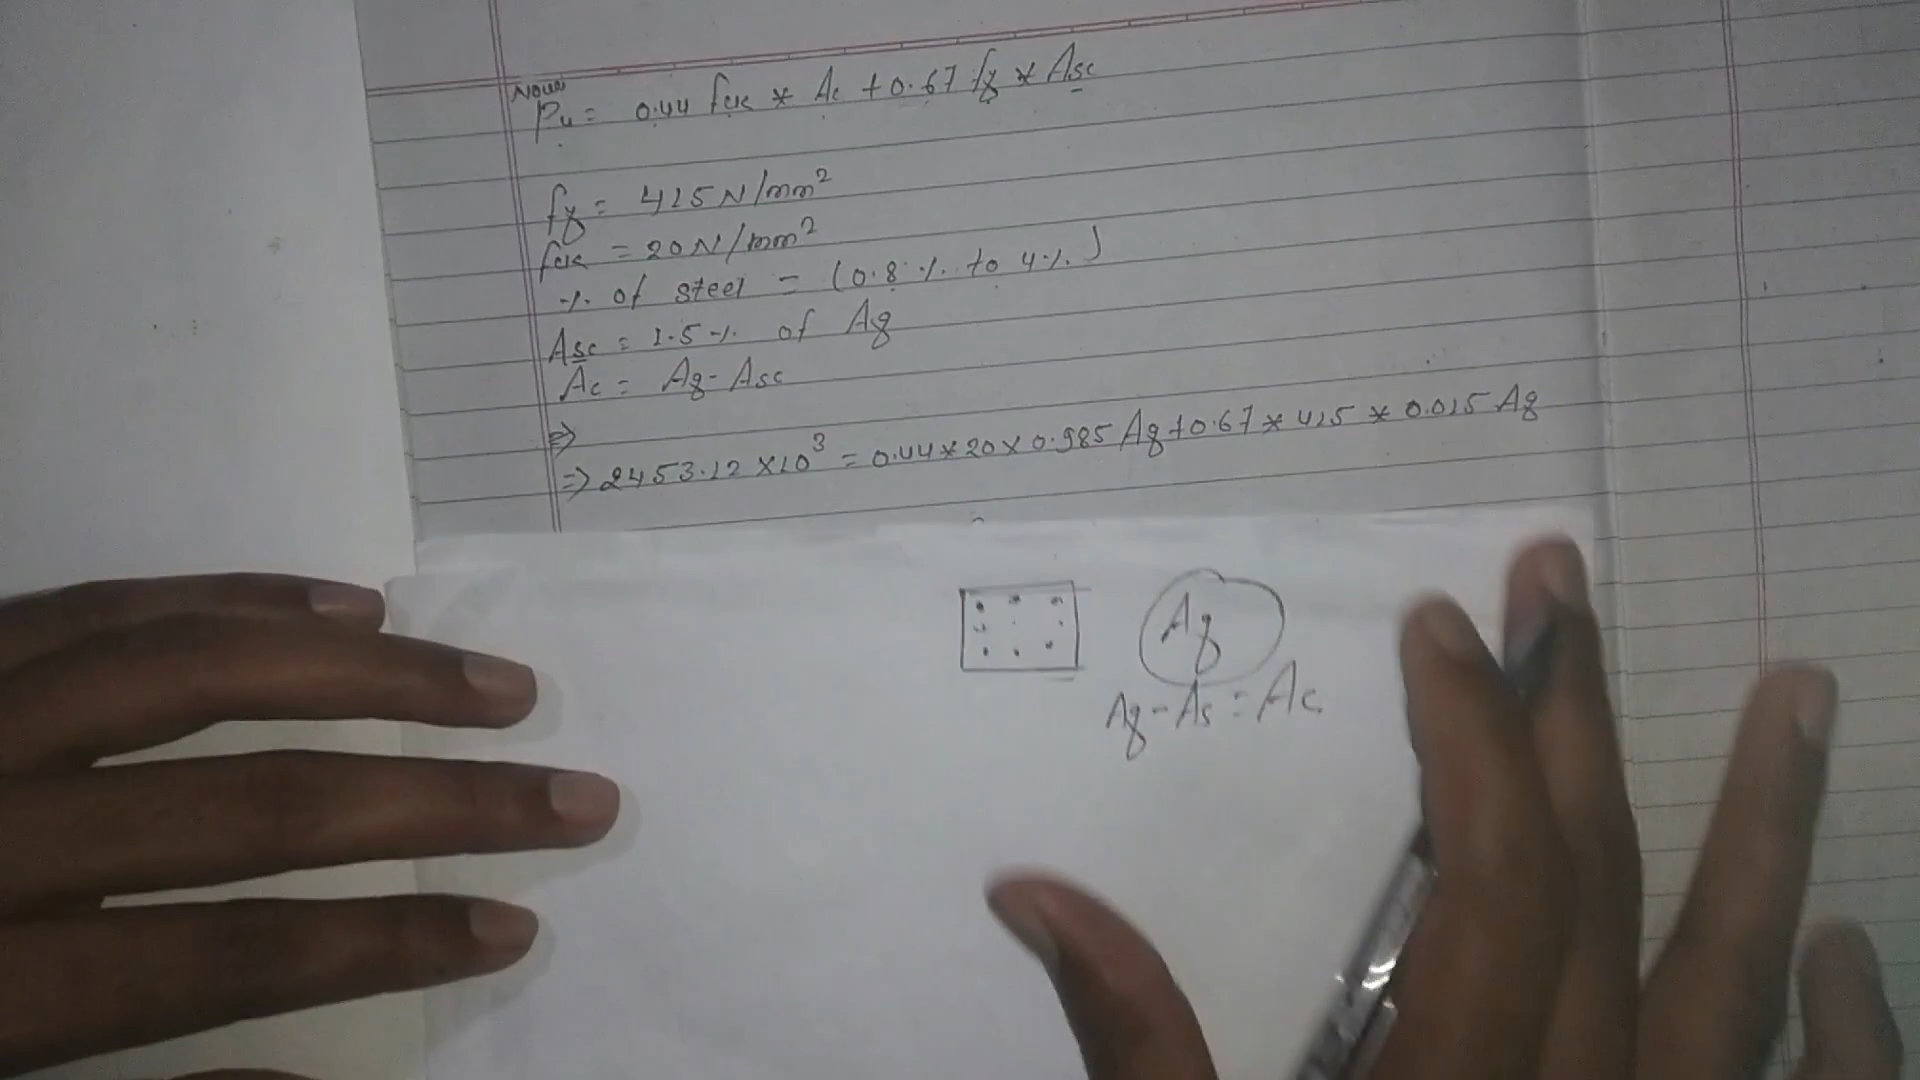 Now
Pu = 0.44 fck * Ac + 0.67 fy * Asc
fy = 415 N/mm²
fck = 20 N/mm²
% of steel = (0.8 % to 4 %)
Asc = 1.5 % of Ag
Ac = Ag - Asc
⇒
⇒ 2453.12 × 10³ = 0.44 * 20 × 0.985 Ag + 0.67 * 415 * 0.015 Ag
Ag
Ag - As = Ac